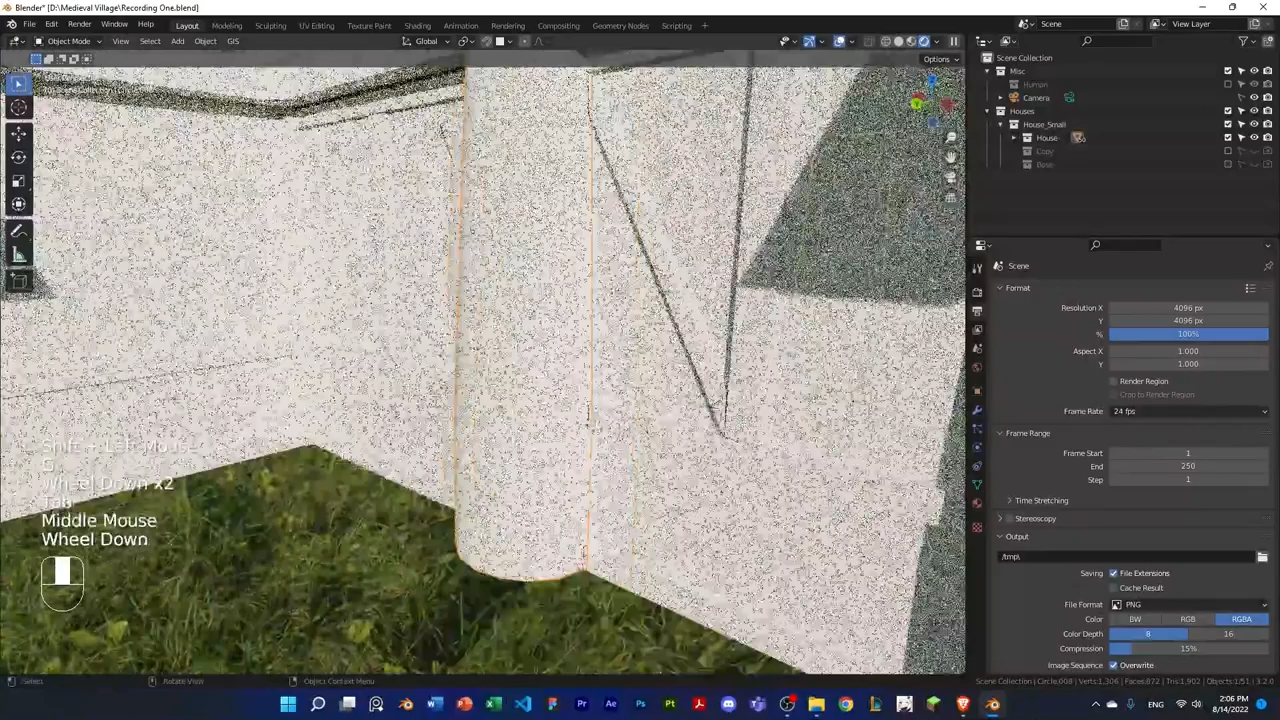 Blender* [D:\Medieval Village\Recording One.blend]
File Edit Render Window Help Layout Modeling Sculpting UV Editing Texture Paint Shading Animation Rendering Compositing Geometry Nodes Scripting + Scene View Layer
Object Mode View Select Add Object GIS Global
Options
Scene Collection
Misc
Human
Camera
Houses
House_Small
House
Copy
Base
Scene
Format
Resolution X 4096 px
Y 4096 px
% 100%
Aspect X 1.000
Y 1.000
Render Region
Crop to Render Region
Frame Rate 24 fps
Frame Range
Frame Start 1
End 250
Step 1
Time Stretching
Stereoscopy
Output
/tmp\
Saving File Extensions
Cache Result
File Format PNG
Color BW RGB RGBA
Color Depth 8 16
Compression 15%
Image Sequence Overwrite
Shift + Left Mouse
Wheel Down x2
Tab
Middle Mouse
Wheel Down
Select Rotate View Object Context Menu Scene Collection | Circle.008 | Verts:1,306 | Faces:872 | Tris:1,902 | Objects:1/51 | 3.2.0
ENG 2:06 PM
8/14/2022